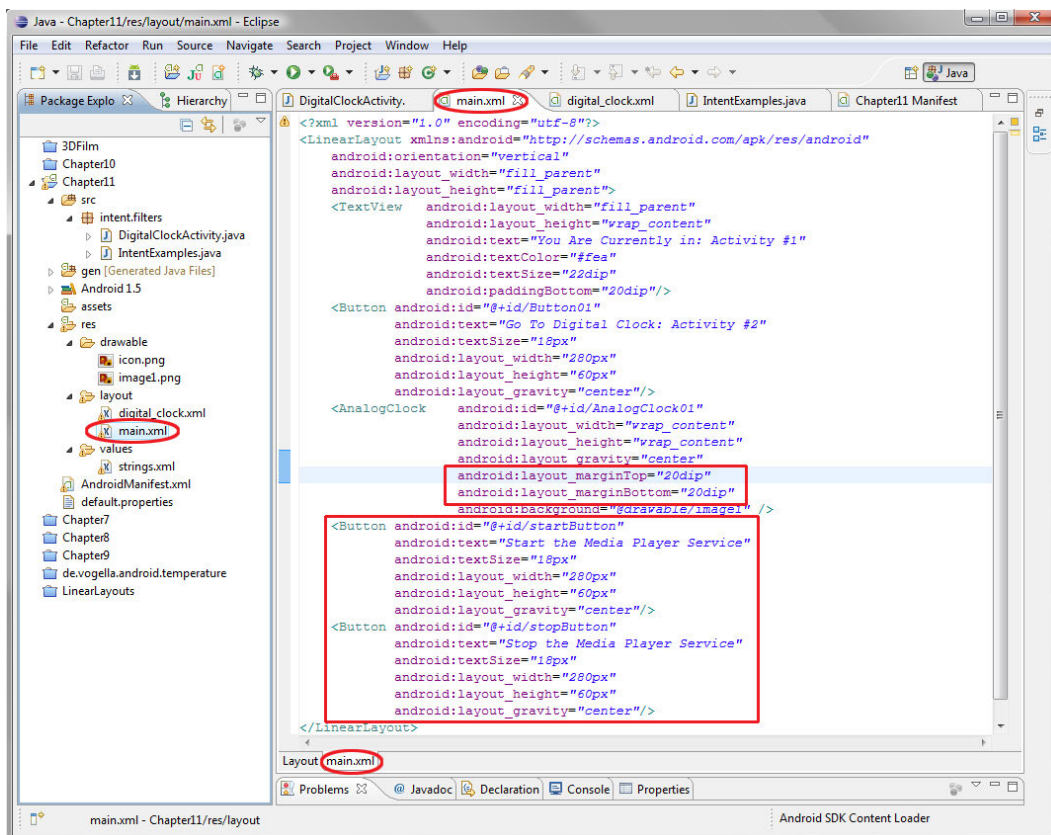 Java - Chapter11/res/layout/main.xml - Eclipse
File Edit Refactor Run Source Navigate Search Project Window Help
Java
Package Explo
Hierarchy
3DFilm
Chapter10
Chapter11
src
intent.filters
DigitalClockActivity.java
IntentExamples.java
gen [Generated Java Files]
Android 1.5
assets
res
drawable
icon.png
image1.png
layout
digital_clock.xml
main.xml
values
strings.xml
AndroidManifest.xml
default.properties
Chapter7
Chapter8
Chapter9
de.vogella.android.temperature
LinearLayouts
DigitalClockActivity. main.xml digital_clock.xml IntentExamples.java Chapter11 Manifest
<?xml version="1.0" encoding="utf-8"?>
<LinearLayout xmlns:android="http://schemas.android.com/apk/res/android"
android:orientation="vertical"
android:layout_width="fill_parent"
android:layout_height="fill_parent">
<TextView android:layout_width="fill_parent"
android:layout_height="wrap_content"
android:text="You Are Currently in: Activity #1"
android:textColor="#fea"
android:textSize="22dip"
android:paddingBottom="20dip"/>
<Button android:id="@+id/Button01"
android:text="Go To Digital Clock: Activity #2"
android:textSize="18px"
android:layout_width="280px"
android:layout_height="60px"
android:layout_gravity="center"/>
<AnalogClock android:id="@+id/AnalogClock01"
android:layout_width="wrap_content"
android:layout_height="wrap_content"
android:layout_gravity="center"
android:layout_marginTop="20dip"
android:layout_marginBottom="20dip"
android:background="@drawable/image1" />
<Button android:id="@+id/startButton"
android:text="Start the Media Player Service"
android:textSize="18px"
android:layout_width="280px"
android:layout_height="60px"
android:layout_gravity="center"/>
<Button android:id="@+id/stopButton"
android:text="Stop the Media Player Service"
android:textSize="18px"
android:layout_width="280px"
android:layout_height="60px"
android:layout_gravity="center"/>
</LinearLayout>
Layout main.xml
Problems @ Javadoc Declaration Console Properties
main.xml - Chapter11/res/layout
Android SDK Content Loader